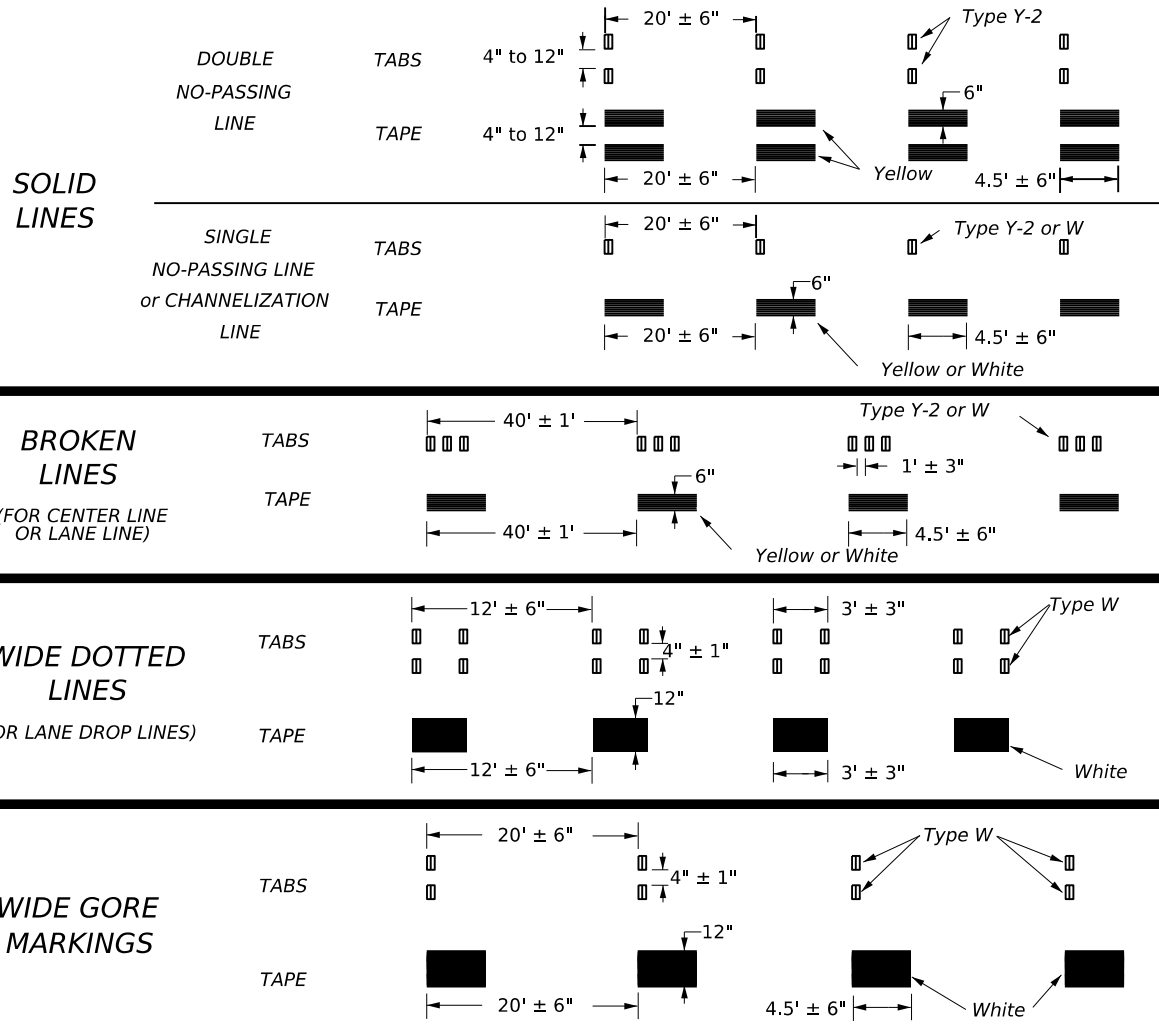 SOLID
LINES
DOUBLE
NO-PASSING
LINE
TABS
20' ± 6"
Type Y-2
4" to 12"
TAPE
4" to 12"
6"
Yellow
20' ± 6"
4.5' ± 6"
SINGLE
NO-PASSING LINE
or CHANNELIZATION
LINE
TABS
20' ± 6"
Type Y-2 or W
TAPE
6"
20' ± 6"
4.5' ± 6"
Yellow or White
BROKEN
LINES
(FOR CENTER LINE
OR LANE LINE)
TABS
40' ± 1'
Type Y-2 or W
1' ± 3"
TAPE
6"
40' ± 1'
4.5' ± 6"
Yellow or White
WIDE DOTTED
LINES
OR LANE DROP LINES)
TABS
12' ± 6"
3' ± 3"
Type W
4" ± 1"
TAPE
12"
12' ± 6"
3' ± 3"
White
WIDE GORE
MARKINGS
TABS
20' ± 6"
Type W
4" ± 1"
TAPE
12"
20' ± 6"
4.5' ± 6"
White